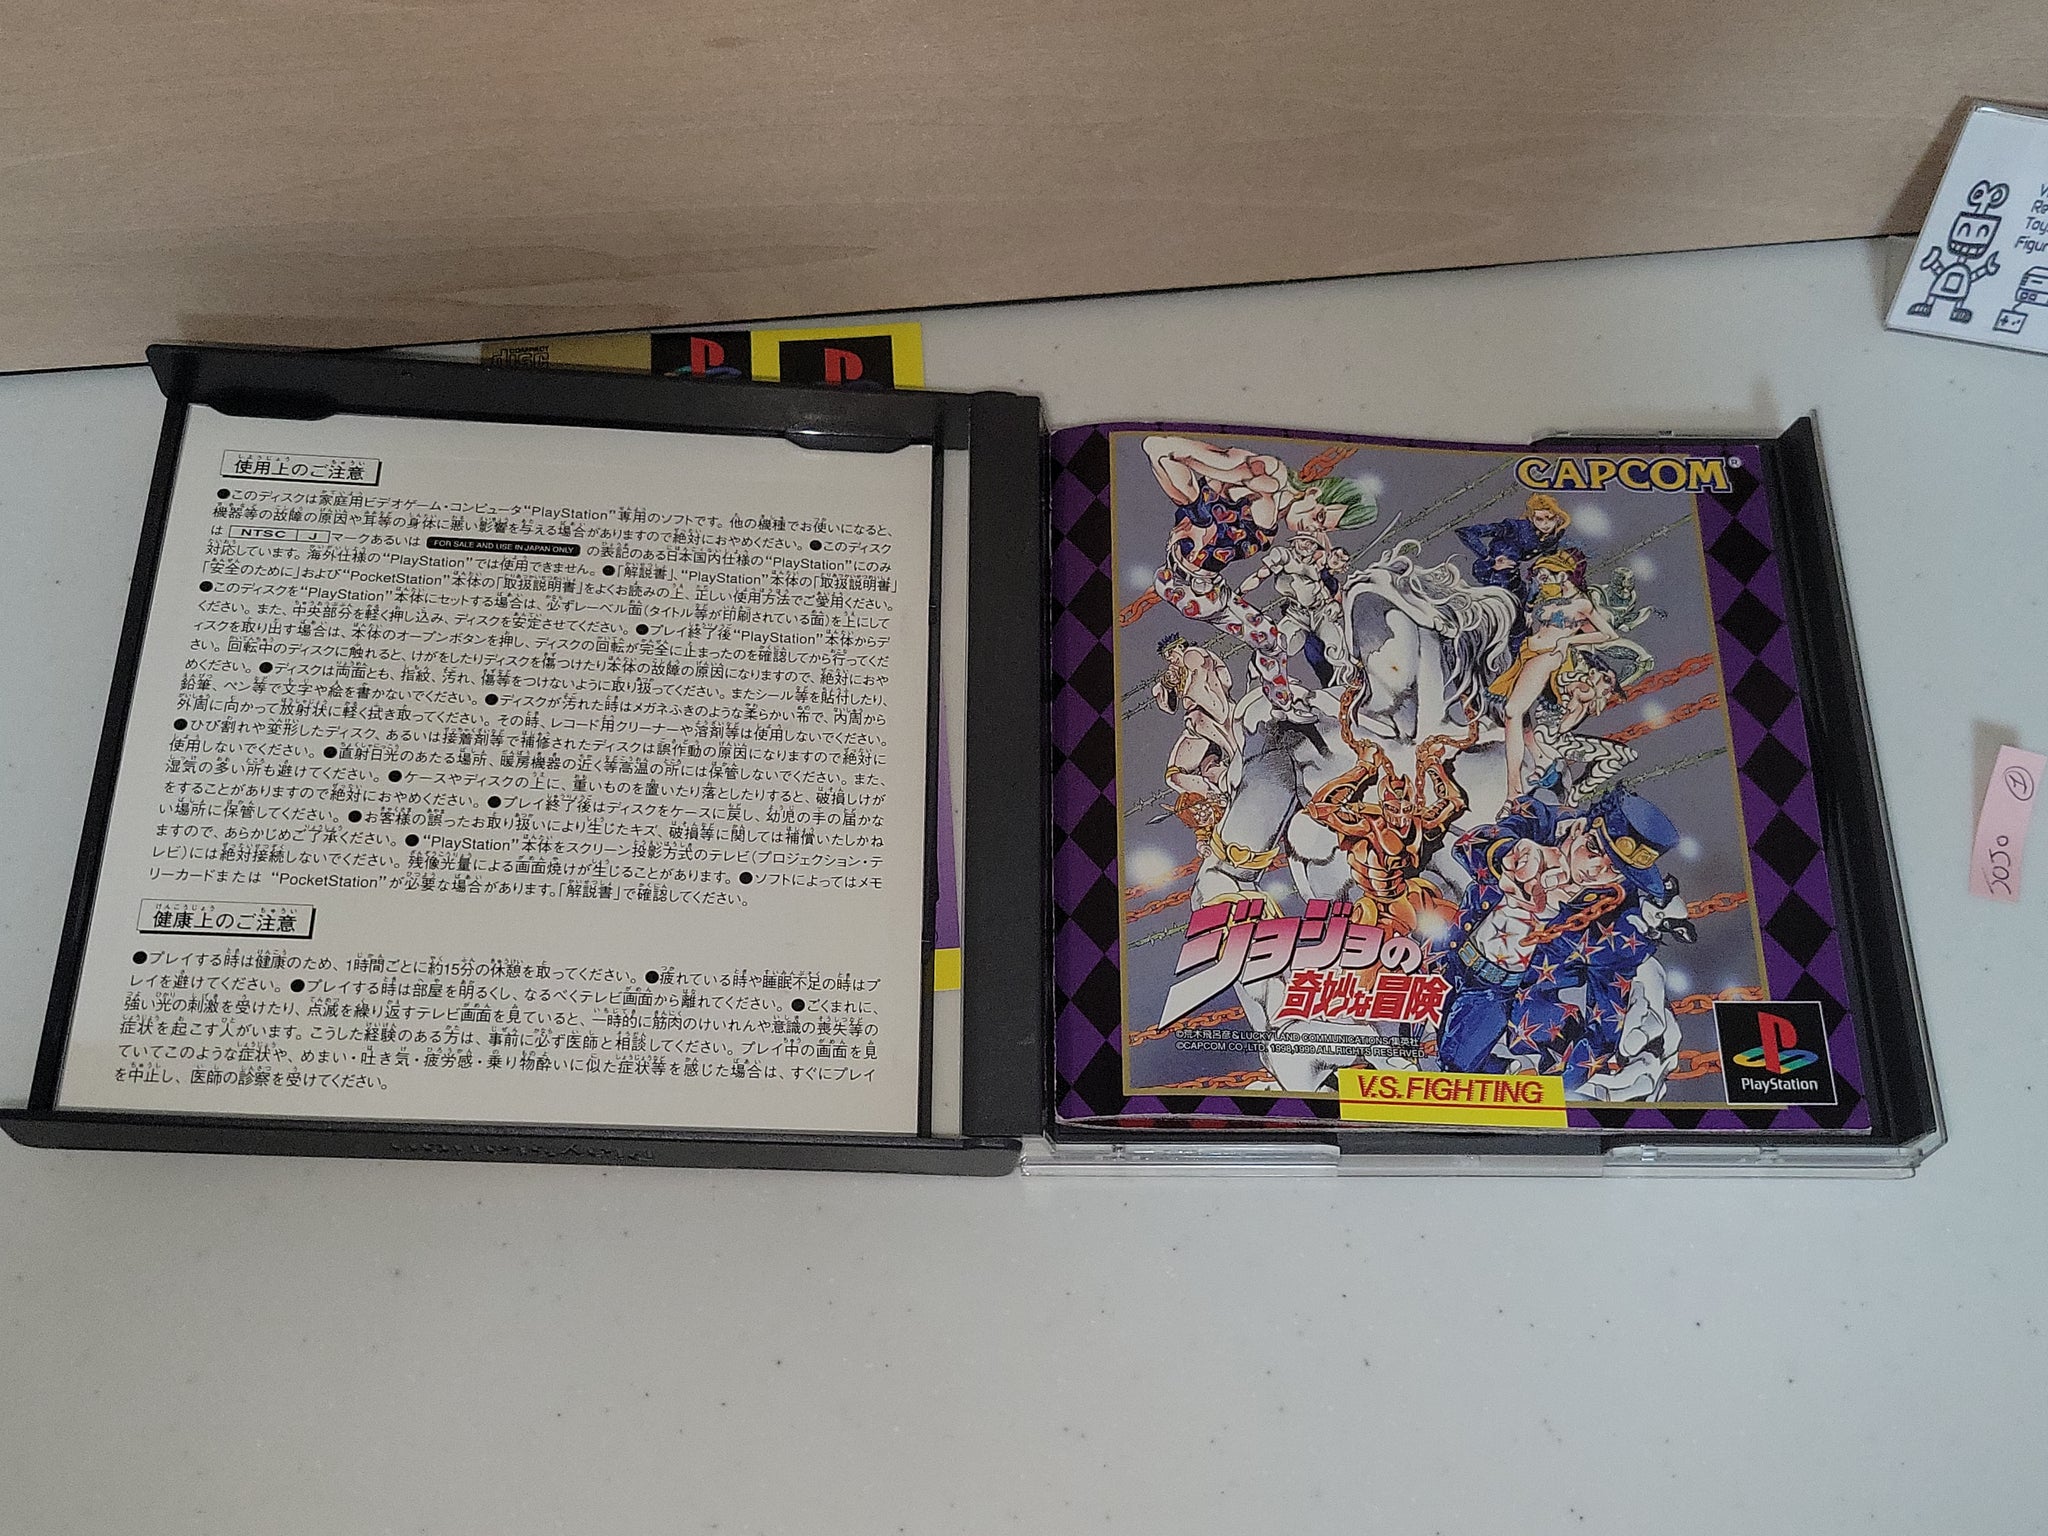 使用上のご注意
●このディスクは家庭用ビデオゲーム・コンピュータ“PlayStation”専用のソフトです。他の機種でお使いになると、
機器等の故障の原因や耳等の身体に悪い影響を与える場合がありますので絶対におやめください。●このディスク
は NTSC J マークあるいは FOR SALE AND USE IN JAPAN ONLY の表記のある日本国内仕様の“PlayStation”にのみ
対応しています。海外仕様の“PlayStation”では使用できません。●「解説書」、“PlayStation”本体の「取扱説明書」
「安全のために」および“PocketStation”本体の「取扱説明書」をよくお読みの上、正しい使用方法でご愛用ください。
●このディスクを“PlayStation”本体にセットする場合は、必ずレーベル面(タイトル等が印刷されている面)を上にして
ください。また、中央部分を軽く押し込み、ディスクを安定させてください。●プレイ終了後“PlayStation”本体からデ
ィスクを取り出す場合は、本体のオープンボタンを押し、ディスクの回転が完全に止まったのを確認してから行ってくだ
さい。回転中のディスクに触れると、けがをしたりディスクを傷つけたり本体の故障の原因になりますので、絶対におや
めください。●ディスクは両面とも、指紋、汚れ、傷等をつけないように取り扱ってください。またシール等を貼付したり、
鉛筆、ペン等で文字や絵を書かないでください。●ディスクが汚れた時はメガネふきのような柔らかい布で、内周から
外周に向かって放射状に軽く拭き取ってください。その時、レコード用クリーナーや溶剤等は使用しないでください。
●ひび割れや変形したディスク、あるいは接着剤等で補修されたディスクは誤作動の原因になりますので絶対に
使用しないでください。●直射日光のあたる場所、暖房機器の近く等高温の所には保管しないでください。また、
湿気の多い所も避けてください。●ケースやディスクの上に、重いものを置いたり落としたりすると、破損しけが
をすることがありますので絶対におやめください。●プレイ終了後はディスクをケースに戻し、幼児の手の届かな
い場所に保管してください。●お客様の誤ったお取り扱いにより生じたキズ、破損等に関しては補償いたしかね
ますので、あらかじめご了承ください。●“PlayStation”本体をスクリーン投影方式のテレビ(プロジェクション・テ
レビ)には絶対接続しないでください。残像光量による画面焼けが生じることがあります。●ソフトによってはメモ
リーカードまたは “PocketStation”が必要な場合があります。「解説書」で確認してください。
健康上のご注意
●プレイする時は健康のため、1時間ごとに約15分の休憩を取ってください。●疲れている時や睡眠不足の時はプ
レイを避けてください。●プレイする時は部屋を明るくし、なるべくテレビ画面から離れてください。●ごくまれに、
強い光の刺激を受けたり、点滅を繰り返すテレビ画面を見ていると、一時的に筋肉のけいれんや意識の喪失等の
症状を起こす人がいます。こうした経験のある方は、事前に必ず医師と相談してください。プレイ中の画面を見
ていてこのような症状や、めまい・吐き気・疲労感・乗り物酔いに似た症状等を感じた場合は、すぐにプレイ
を中止し、医師の診察を受けてください。
COMPACT
disc
CAPCOM®
ジョジョの
奇妙な冒険
©荒木飛呂彦&LUCKY LAND COMMUNICATIONS/集英社
©CAPCOM CO.,LTD. 1998,1999 ALL RIGHTS RESERVED.
V.S. FIGHTING
PlayStation
JoJo ①